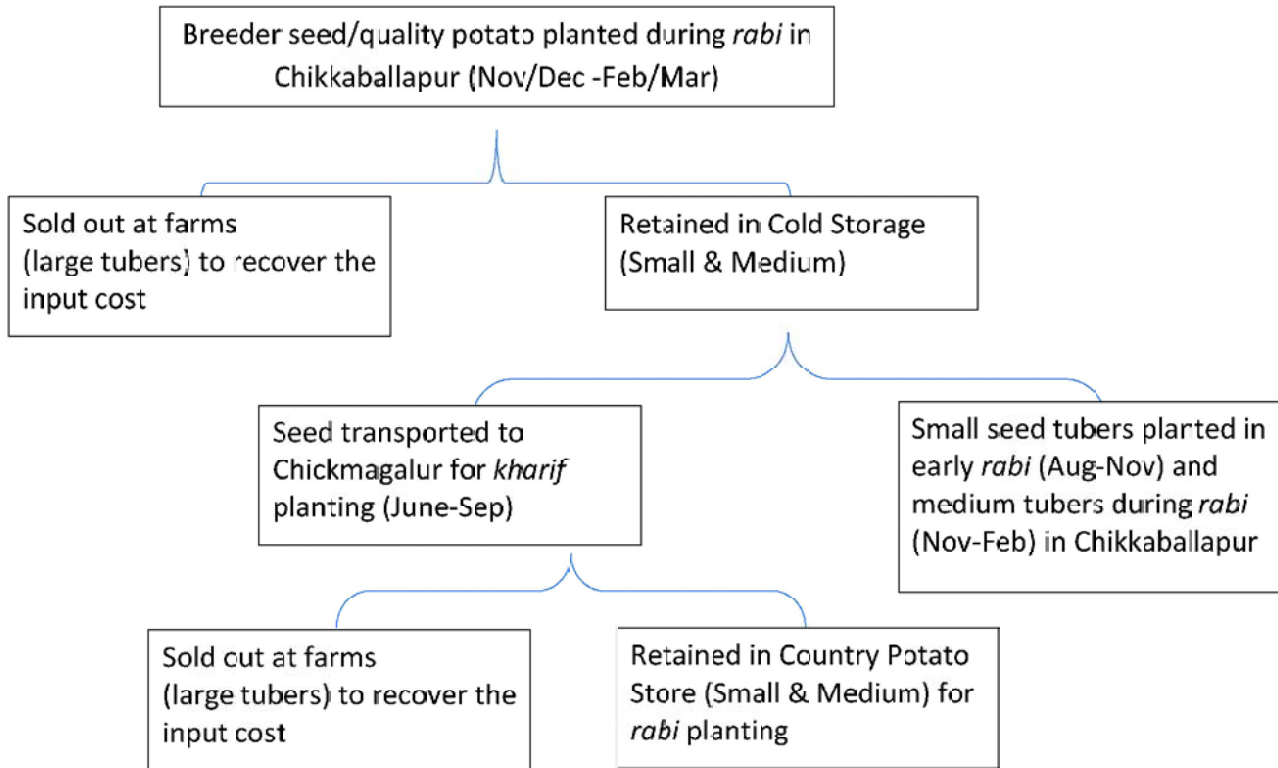 Breeder seed/quality potato planted during rabi in
Chikkaballapur (Nov/Dec -Feb/Mar)
Sold out at farms
(large tubers) to recover the
input cost
Retained in Cold Storage
(Small & Medium)
Seed transported to
Chickmagalur for kharif
planting (June-Sep)
Small seed tubers planted in
early rabi (Aug-Nov) and
medium tubers during rabi
(Nov-Feb) in Chikkaballapur
Sold out at farms
(large tubers) to recover the
input cost
Retained in Country Potato
Store (Small & Medium) for
rabi planting